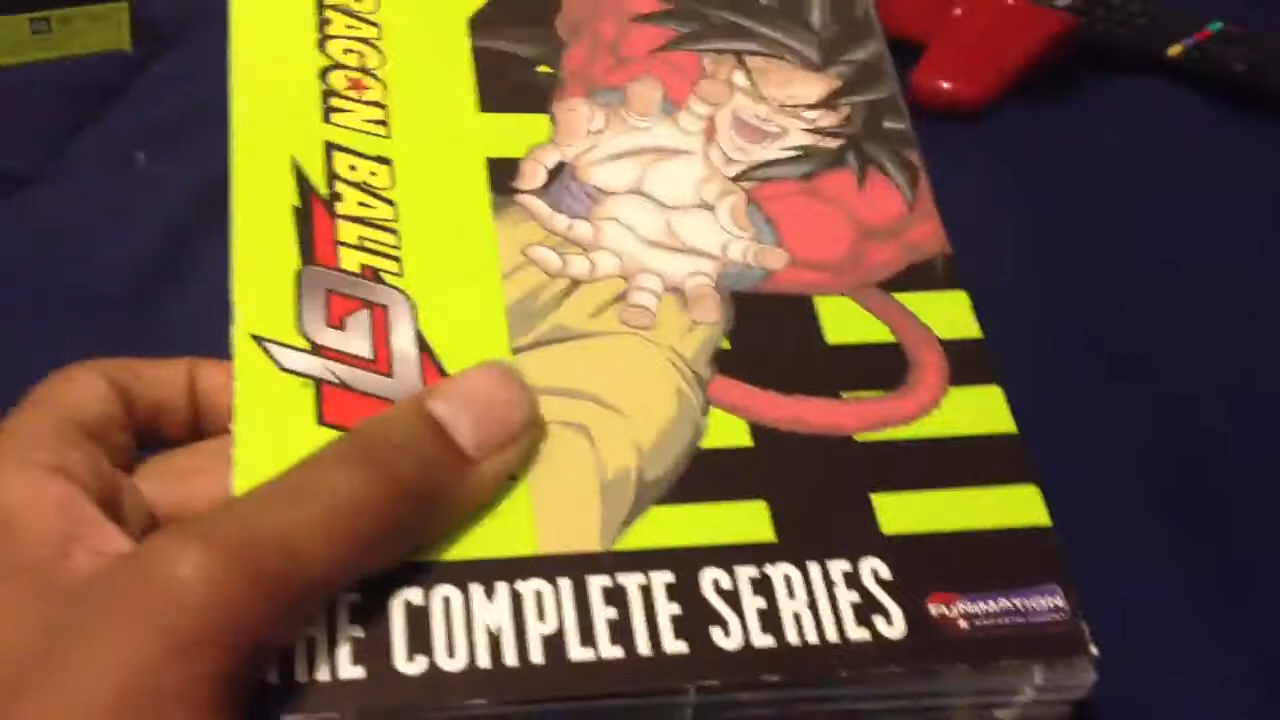 DRAGON BALL
GT
THE COMPLETE SERIES
FUNIMATION